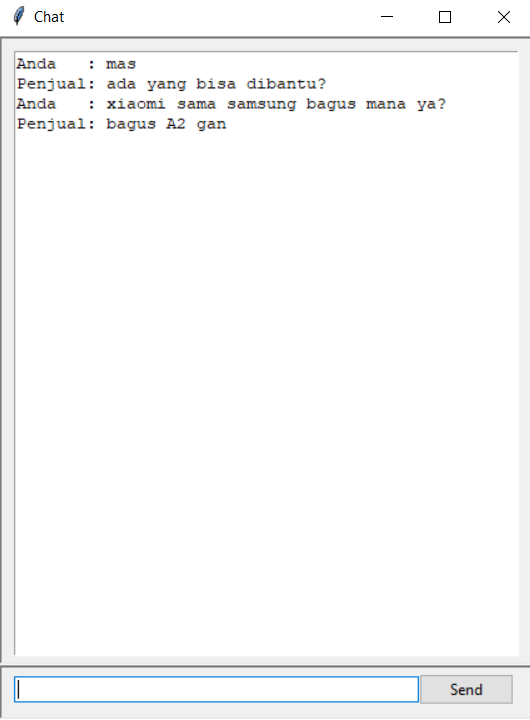 Chat
Anda   : mas
Penjual: ada yang bisa dibantu?
Anda   : xiaomi sama samsung bagus mana ya?
Penjual: bagus A2 gan
Send